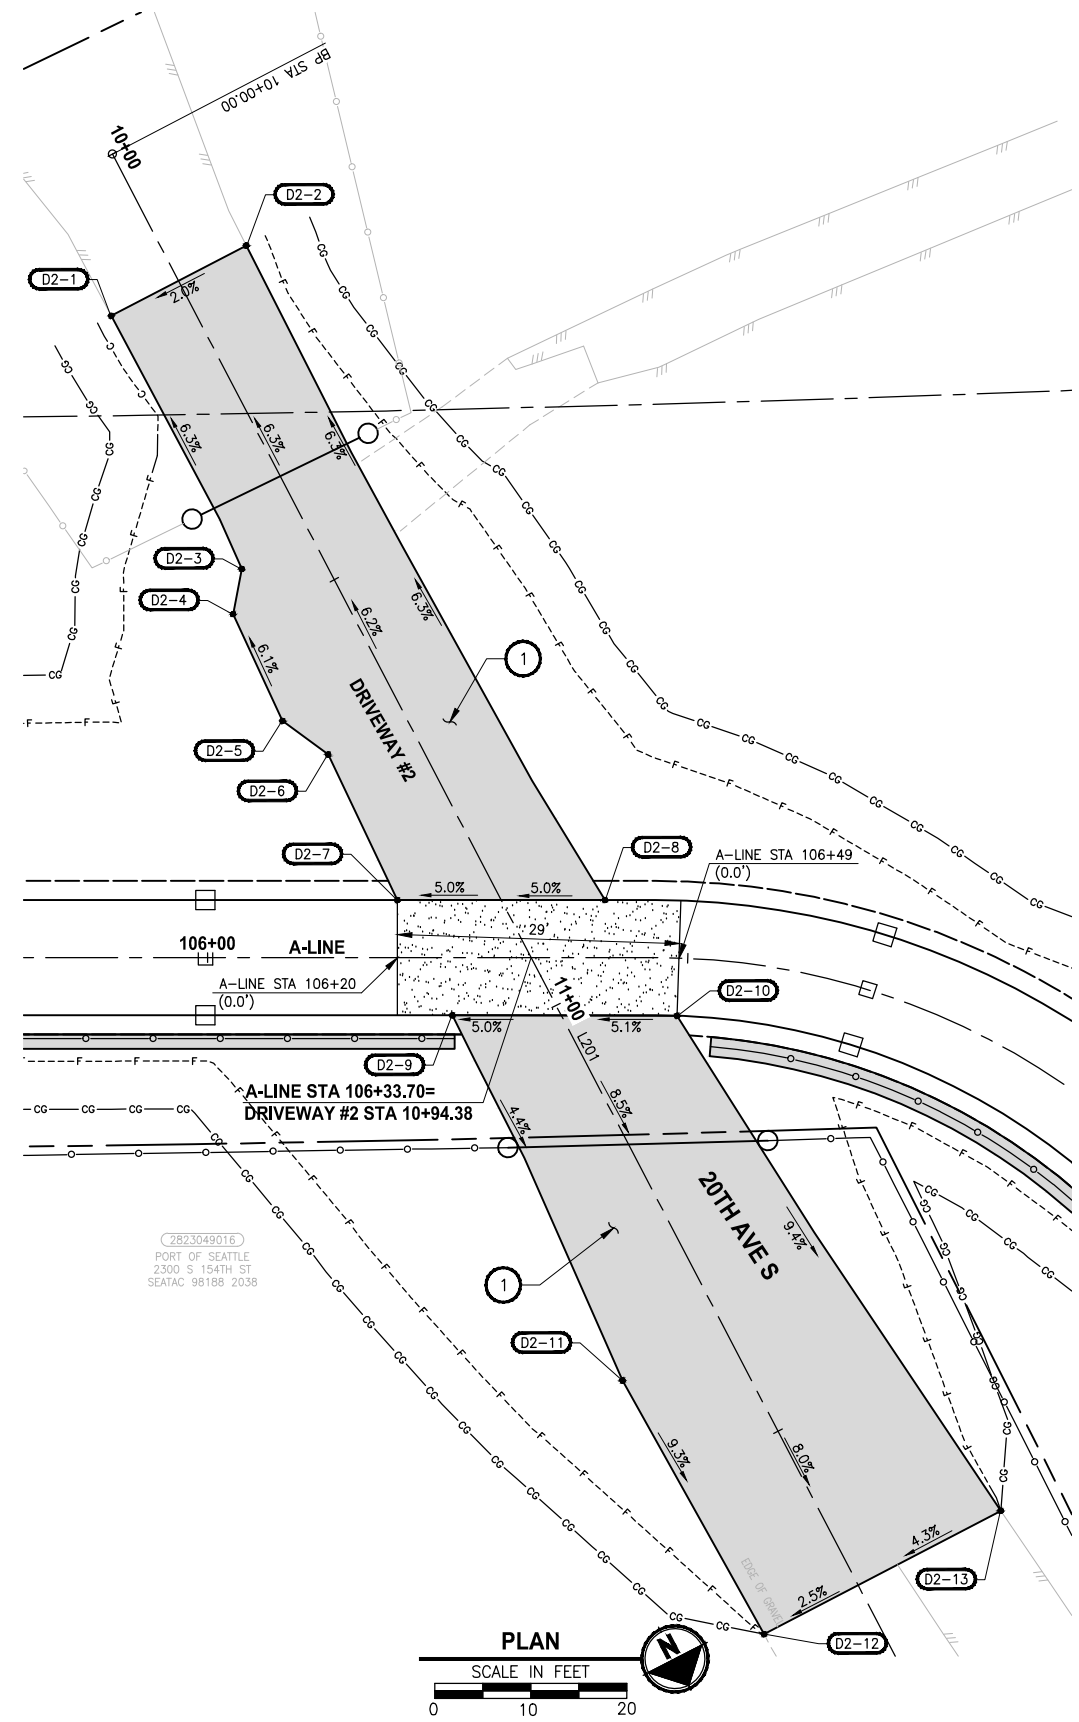 BP STA 10+00.00
10+00
D2-2
D2-1
2.0%
6.3%
6.3%
6.3%
D2-3
D2-4
6.3%
6.2%
6.1%
1
DRIVEWAY #2
D2-5
D2-6
D2-7
D2-8
A-LINE STA 106+49
(0.0')
5.0%
5.0%
29'
106+00
A-LINE
A-LINE STA 106+20
(0.0')
11+00
D2-10
5.0%
5.1%
L201
D2-9
A-LINE STA 106+33.70=
DRIVEWAY #2 STA 10+94.38
8.5%
4.4%
20TH AVE S
9.4%
2823049016
PORT OF SEATTLE
2300 S 154TH ST
SEATAC 98188 2038
1
D2-11
9.3%
8.0%
4.3%
D2-13
2.5%
EDGE OF GRAVEL
D2-12
PLAN
N
SCALE IN FEET
0 10 20